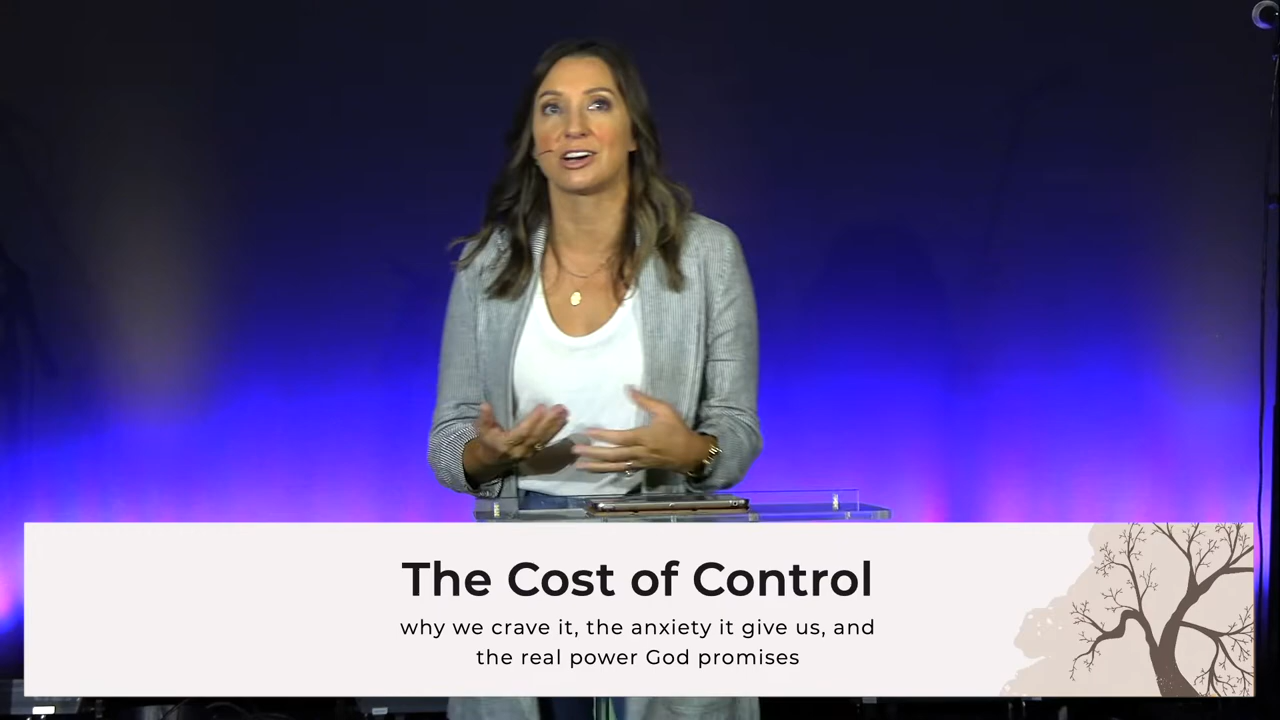 The Cost of Control
why we crave it, the anxiety it give us, and
the real power God promises